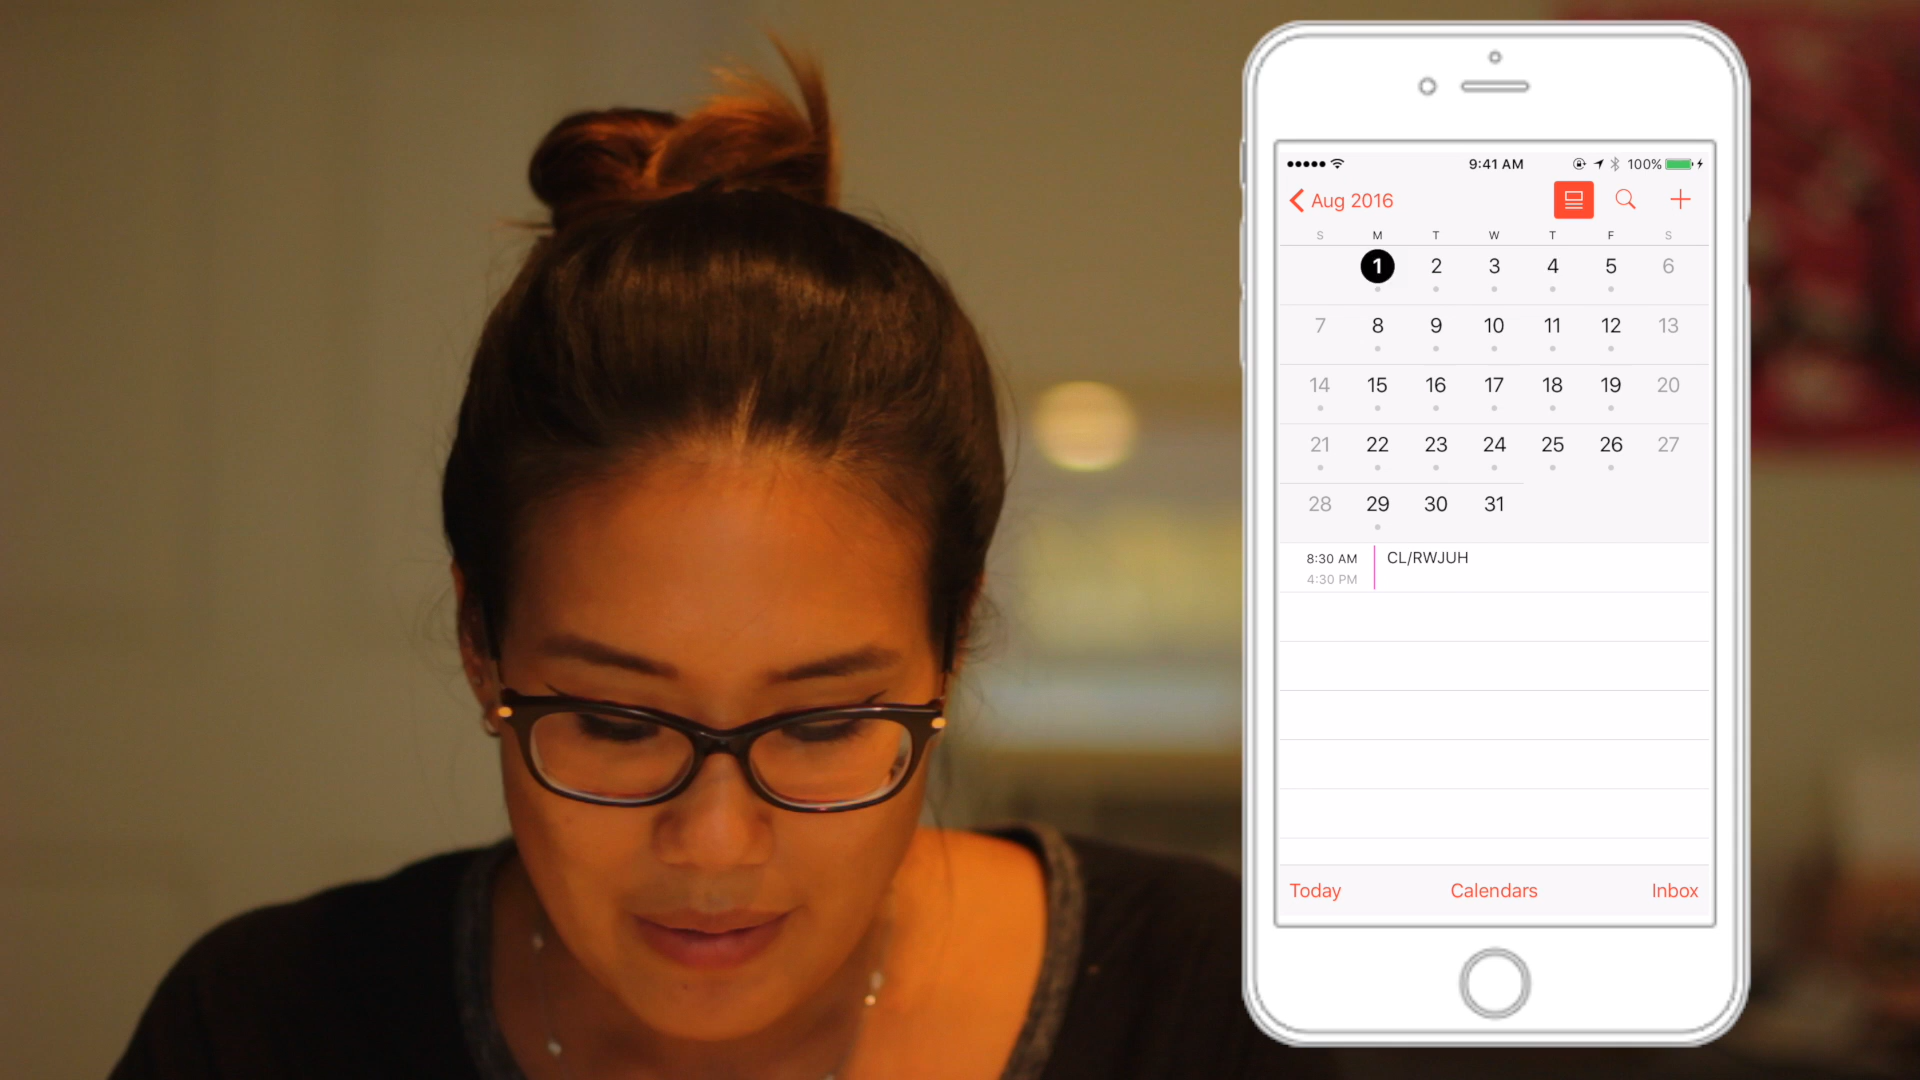 9:41 AM 100%
Aug 2016
S M T W T F S
1 2 3 4 5 6
7 8 9 10 11 12 13
14 15 16 17 18 19 20
21 22 23 24 25 26 27
28 29 30 31
8:30 AM CL/RWJUH
4:30 PM
Today Calendars Inbox